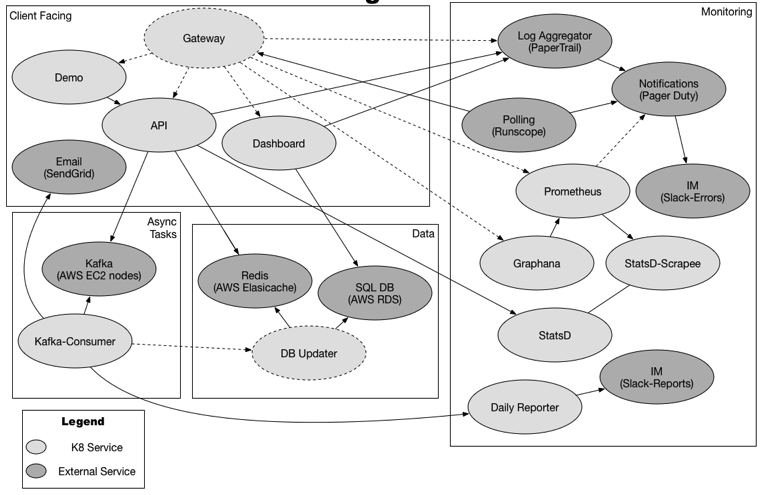 Client Facing
Gateway
Demo
API
Dashboard
Email
(SendGrid)
Monitoring
Log Aggregator
(PaperTrail)
Notifications
(Pager Duty)
Polling
(Runscope)
Prometheus
IM
(Slack-Errors)
Graphana
StatsD-Scrapee
StatsD
IM
(Slack-Reports)
Daily Reporter
Async
Tasks
Kafka
(AWS EC2 nodes)
Kafka-Consumer
Data
Redis
(AWS Elasicache)
SQL DB
(AWS RDS)
DB Updater
Legend
K8 Service
External Service